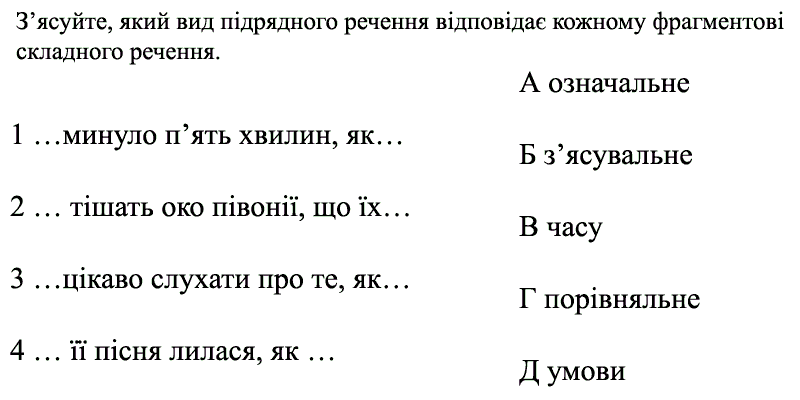 З’ясуйте, який вид підрядного речення відповідає кожному фрагментові
складного речення.
А означальне
1 …минуло п’ять хвилин, як…
Б з’ясувальне
2 … тішать око півонії, що їх…
В часу
3 …цікаво слухати про те, як…
Г порівняльне
4 … її пісня лилася, як …
Д умови